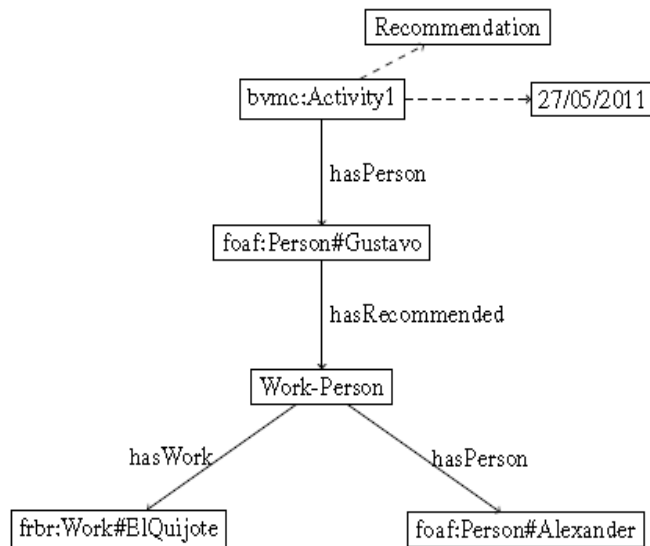 Recommendation
bvmc:Activity1
27/05/2011
hasPerson
foaf:Person#Gustavo
hasRecommended
Work-Person
hasWork
hasPerson
frbr:Work#ElQuijote
foaf:Person#Alexander